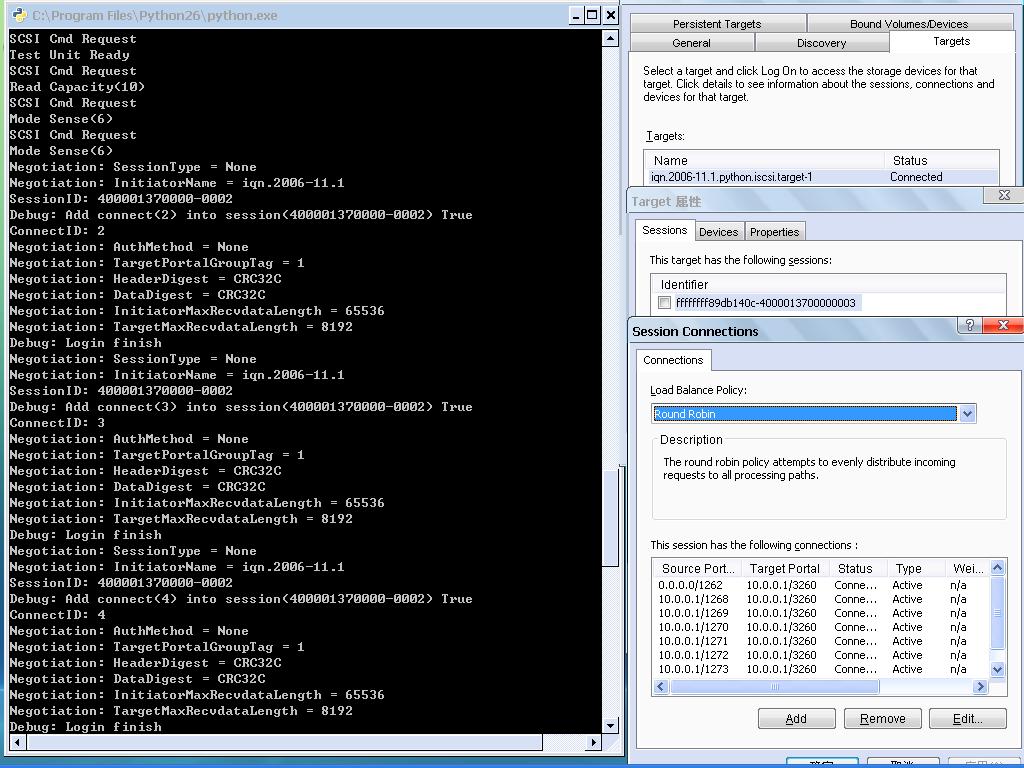 C:\Program Files\Python26\python.exe
SCSI Cmd Request
Test Unit Ready
SCSI Cmd Request
Read Capacity(10)
SCSI Cmd Request
Mode Sense(6)
SCSI Cmd Request
Mode Sense(6)
Negotiation: SessionType = None
Negotiation: InitiatorName = iqn.2006-11.1
SessionID: 400001370000-0002
Debug: Add connect(2) into session(400001370000-0002) True
ConnectID: 2
Negotiation: AuthMethod = None
Negotiation: TargetPortalGroupTag = 1
Negotiation: HeaderDigest = CRC32C
Negotiation: DataDigest = CRC32C
Negotiation: InitiatorMaxRecvdataLength = 65536
Negotiation: TargetMaxRecvdataLength = 8192
Debug: Login finish
Negotiation: SessionType = None
Negotiation: InitiatorName = iqn.2006-11.1
SessionID: 400001370000-0002
Debug: Add connect(3) into session(400001370000-0002) True
ConnectID: 3
Negotiation: AuthMethod = None
Negotiation: TargetPortalGroupTag = 1
Negotiation: HeaderDigest = CRC32C
Negotiation: DataDigest = CRC32C
Negotiation: InitiatorMaxRecvdataLength = 65536
Negotiation: TargetMaxRecvdataLength = 8192
Debug: Login finish
Negotiation: SessionType = None
Negotiation: InitiatorName = iqn.2006-11.1
SessionID: 400001370000-0002
Debug: Add connect(4) into session(400001370000-0002) True
ConnectID: 4
Negotiation: AuthMethod = None
Negotiation: TargetPortalGroupTag = 1
Negotiation: HeaderDigest = CRC32C
Negotiation: DataDigest = CRC32C
Negotiation: InitiatorMaxRecvdataLength = 65536
Negotiation: TargetMaxRecvdataLength = 8192
Debug: Login finish
Persistent Targets Bound Volumes/Devices
General Discovery Targets
Select a target and click Log On to access the storage devices for that
target. Click details to see information about the sessions, connections and
devices for that target.
Targets:
Name Status
iqn.2006-11.1.python.iscsi.target-1 Connected
Target 属性
Sessions Devices Properties
This target has the following sessions:
Identifier
ffffffff89db140c-4000013700000003
Session Connections
Connections
Load Balance Policy:
Round Robin
Description
The round robin policy attempts to evenly distribute incoming
requests to all processing paths.
This session has the following connections :
Source Port... Target Portal Status Type Wei...
0.0.0.0/1262 10.0.0.1/3260 Conne... Active n/a
10.0.0.1/1268 10.0.0.1/3260 Conne... Active n/a
10.0.0.1/1269 10.0.0.1/3260 Conne... Active n/a
10.0.0.1/1270 10.0.0.1/3260 Conne... Active n/a
10.0.0.1/1271 10.0.0.1/3260 Conne... Active n/a
10.0.0.1/1272 10.0.0.1/3260 Conne... Active n/a
10.0.0.1/1273 10.0.0.1/3260 Conne... Active n/a
Add Remove Edit...